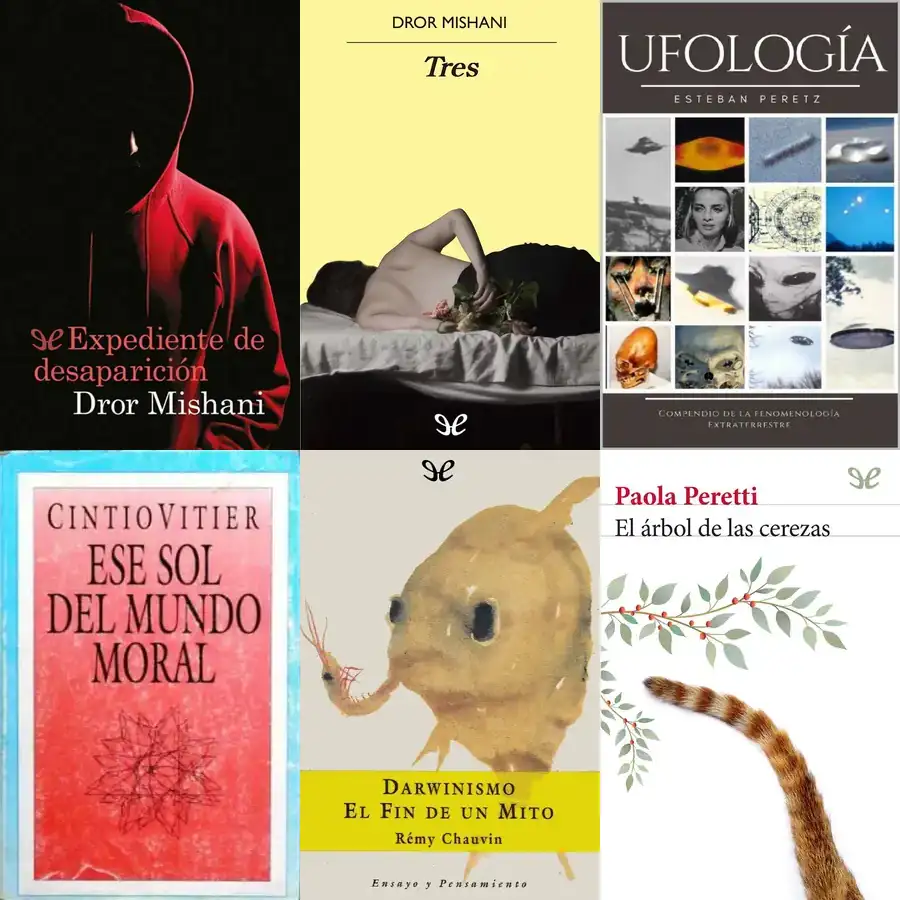 Expediente de
desaparición
Dror Mishani
DROR MISHANI
Tres
UFOLOGÍA
ESTEBAN PERETZ
COMPENDIO DE LA FENOMENOLOGÍA
EXTRATERRESTRE
CINTIO VITIER
ESE SOL
DEL MUNDO
MORAL
DARWINISMO
EL FIN DE UN MITO
Rémy Chauvin
Ensayo y Pensamiento
Paola Peretti
El árbol de las cerezas